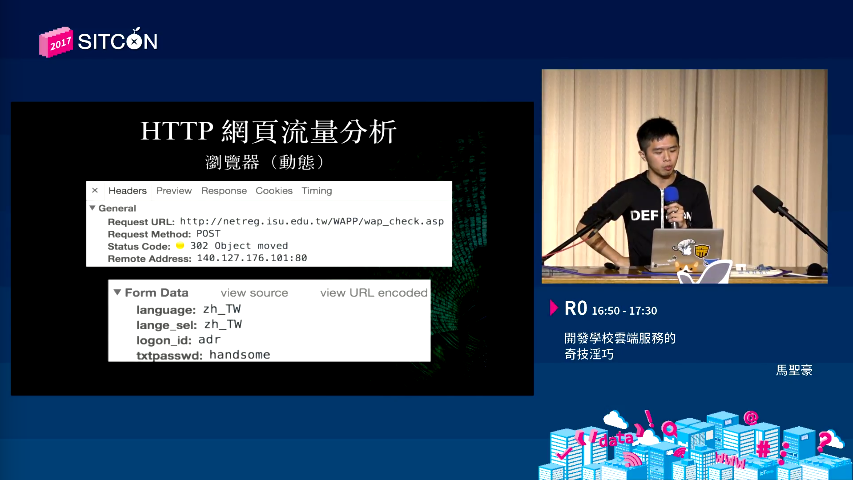 2017 SITCON
HTTP 網頁流量分析
瀏覽器（動態）
× Headers Preview Response Cookies Timing
▼ General
Request URL: http://netreg.isu.edu.tw/WAPP/wap_check.asp
Request Method: POST
Status Code: 302 Object moved
Remote Address: 140.127.176.101:80
▼ Form Data view source view URL encoded
language: zh_TW
lange_sel: zh_TW
logon_id: adr
txtpasswd: handsome
DEF
R0 16:50 - 17:30
開發學校雲端服務的
奇技淫巧
馬聖豪
data
@
www
#
?